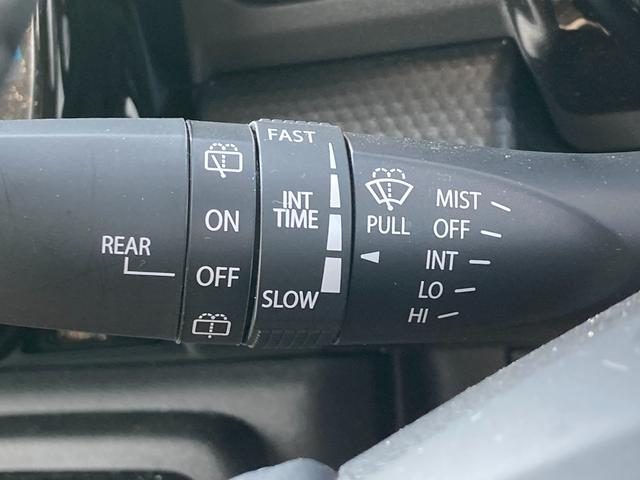 REAR
ON
OFF
FAST
INT
TIME
SLOW
PULL
MIST
OFF
INT
LO
HI